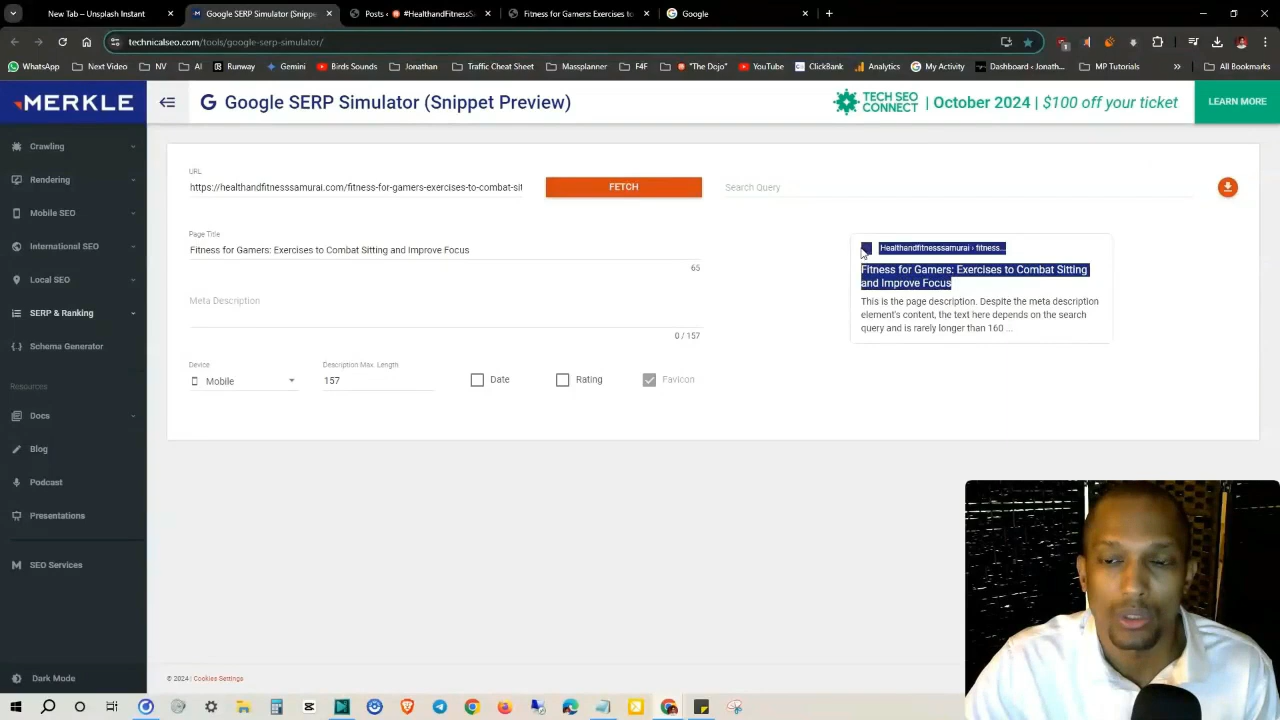 New Tab – Unsplash Instant
Google SERP Simulator (Snippe
Posts ‹
#HealthandFitnessS
Fitness for Gamers: Exercises to
Google
technicalseo.com/tools/google-serp-simulator/
WhatsApp
Next Video
NV
AI
Runway
Gemini
Birds Sounds
Jonathan
Traffic Cheat Sheet
Massplanner
F4F
"The Dojo"
YouTube
ClickBank
Analytics
My Activity
Dashboard ‹ Jonath...
MP Tutorials
»
All Bookmarks
MERKLE
Google SERP Simulator (Snippet Preview)
TECH SEO
CONNECT
| October 2024 | $100 off your ticket
LEARN MORE
Crawling
Rendering
Mobile SEO
International SEO
Local SEO
SERP & Ranking
Schema Generator
Resources
Docs
Blog
Podcast
Presentations
SEO Services
Dark Mode
URL
https://healthandfitnesssamurai.com/fitness-for-gamers-exercises-to-combat-sit
FETCH
Search Query
Page Title
Fitness for Gamers: Exercises to Combat Sitting and Improve Focus
65
Meta Description
0 / 157
Device
Mobile
Description Max. Length
157
Date
Rating
Favicon
Healthandfitnesssamurai › fitness...
Fitness for Gamers: Exercises to Combat Sitting
and Improve Focus
This is the page description. Despite the meta description
element's content, the text here depends on the search
query and is rarely longer than 160 ...
© 2024 | Cookies Settings